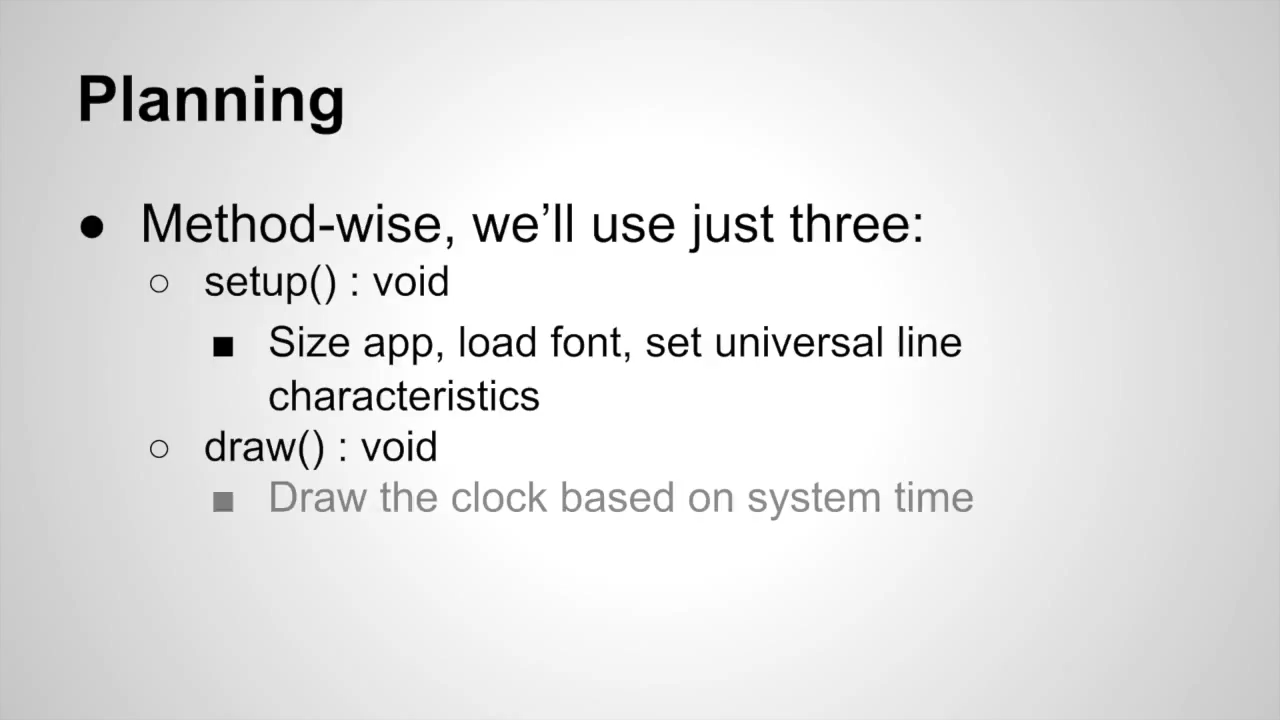 Planning
● Method-wise, we’ll use just three:
○ setup() : void
■ Size app, load font, set universal line
characteristics
○ draw() : void
■ Draw the clock based on system time